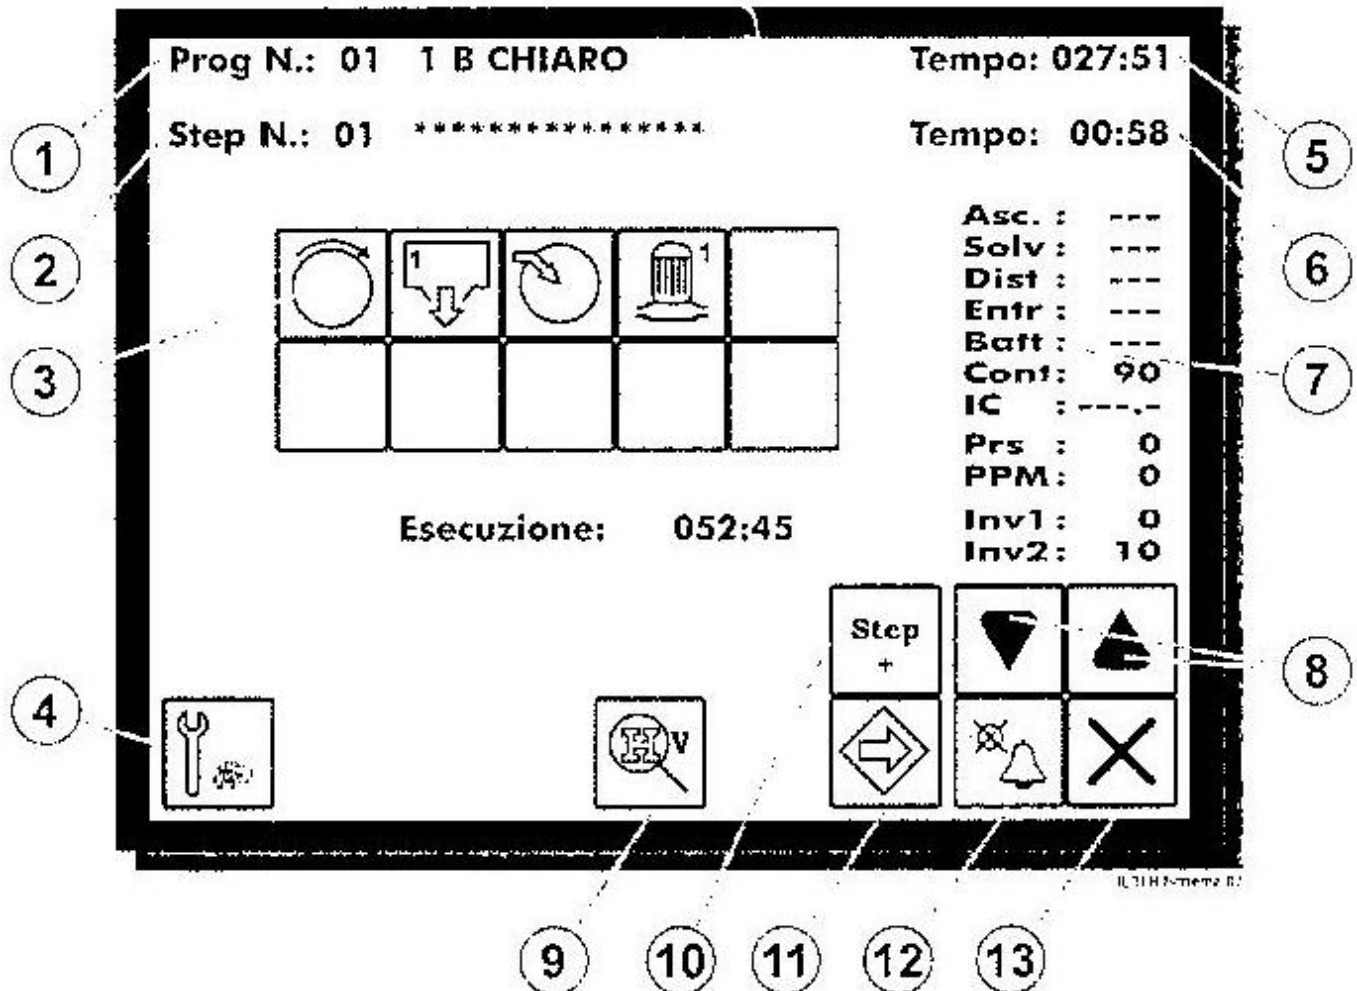 Prog N.: 01 1 B CHIARO Tempo: 027:51
Step N.: 01 **************** Tempo: 00:58
1
2
3
4
5
6
7
8
1
1
Asc. : ---
Solv : ---
Dist : ---
Entr : ---
Batt : ---
Cont: 90
IC : ---.-
Prs : 0
PPM: 0
Inv1: 0
Inv2: 10
Esecuzione: 052:45
Step
+
H V
9
10
11
12
13